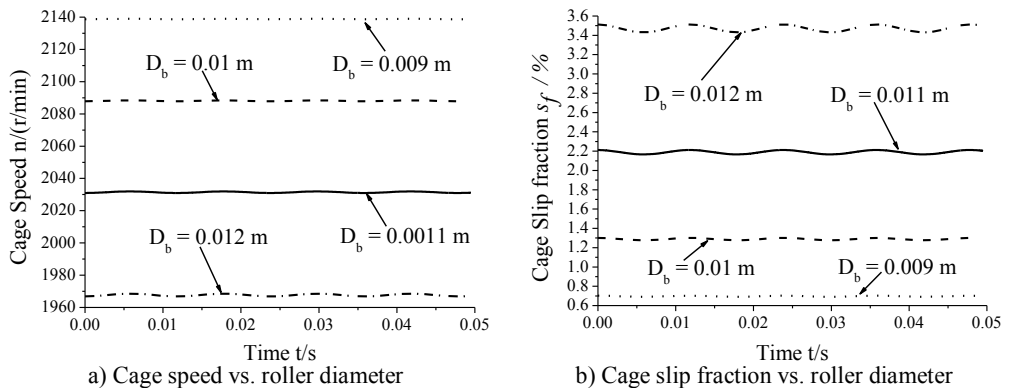 2140
2120
2100
2080
2060
2040
2020
2000
1980
1960
Cage Speed n/(r/min)
D_b = 0.01 m
D_b = 0.009 m
D_b = 0.012 m
D_b = 0.0011 m
0.00 0.01 0.02 0.03 0.04 0.05
Time t/s
a) Cage speed vs. roller diameter
3.6
3.4
3.2
3.0
2.8
2.6
2.4
2.2
2.0
1.8
1.6
1.4
1.2
1.0
0.8
0.6
Cage Slip fraction s_f / %
D_b = 0.012 m
D_b = 0.011 m
D_b = 0.01 m
D_b = 0.009 m
0.00 0.01 0.02 0.03 0.04 0.05
Time t/s
b) Cage slip fraction vs. roller diameter